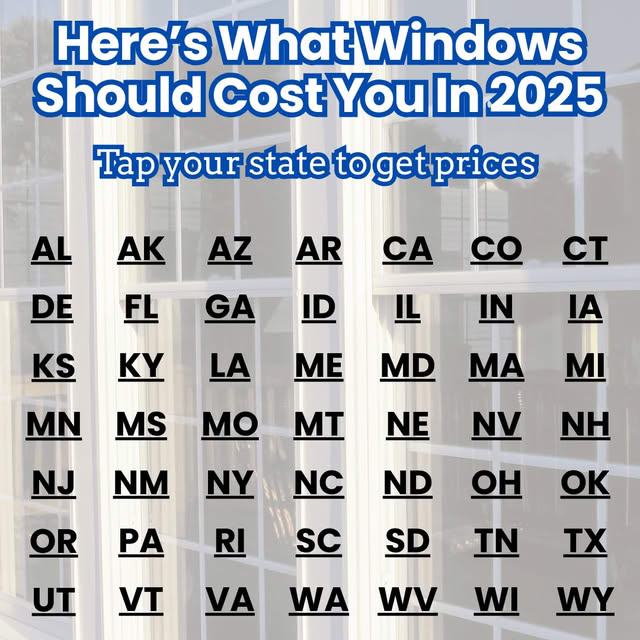 Here's What Windows
Should Cost You In 2025
Tap your state to get prices
AL AK AZ AR CA CO CT
DE FL GA ID IL IN IA
KS KY LA ME MD MA MI
MN MS MO MT NE NV NH
NJ NM NY NC ND OH OK
OR PA RI SC SD TN TX
UT VT VA WA WV WI WY